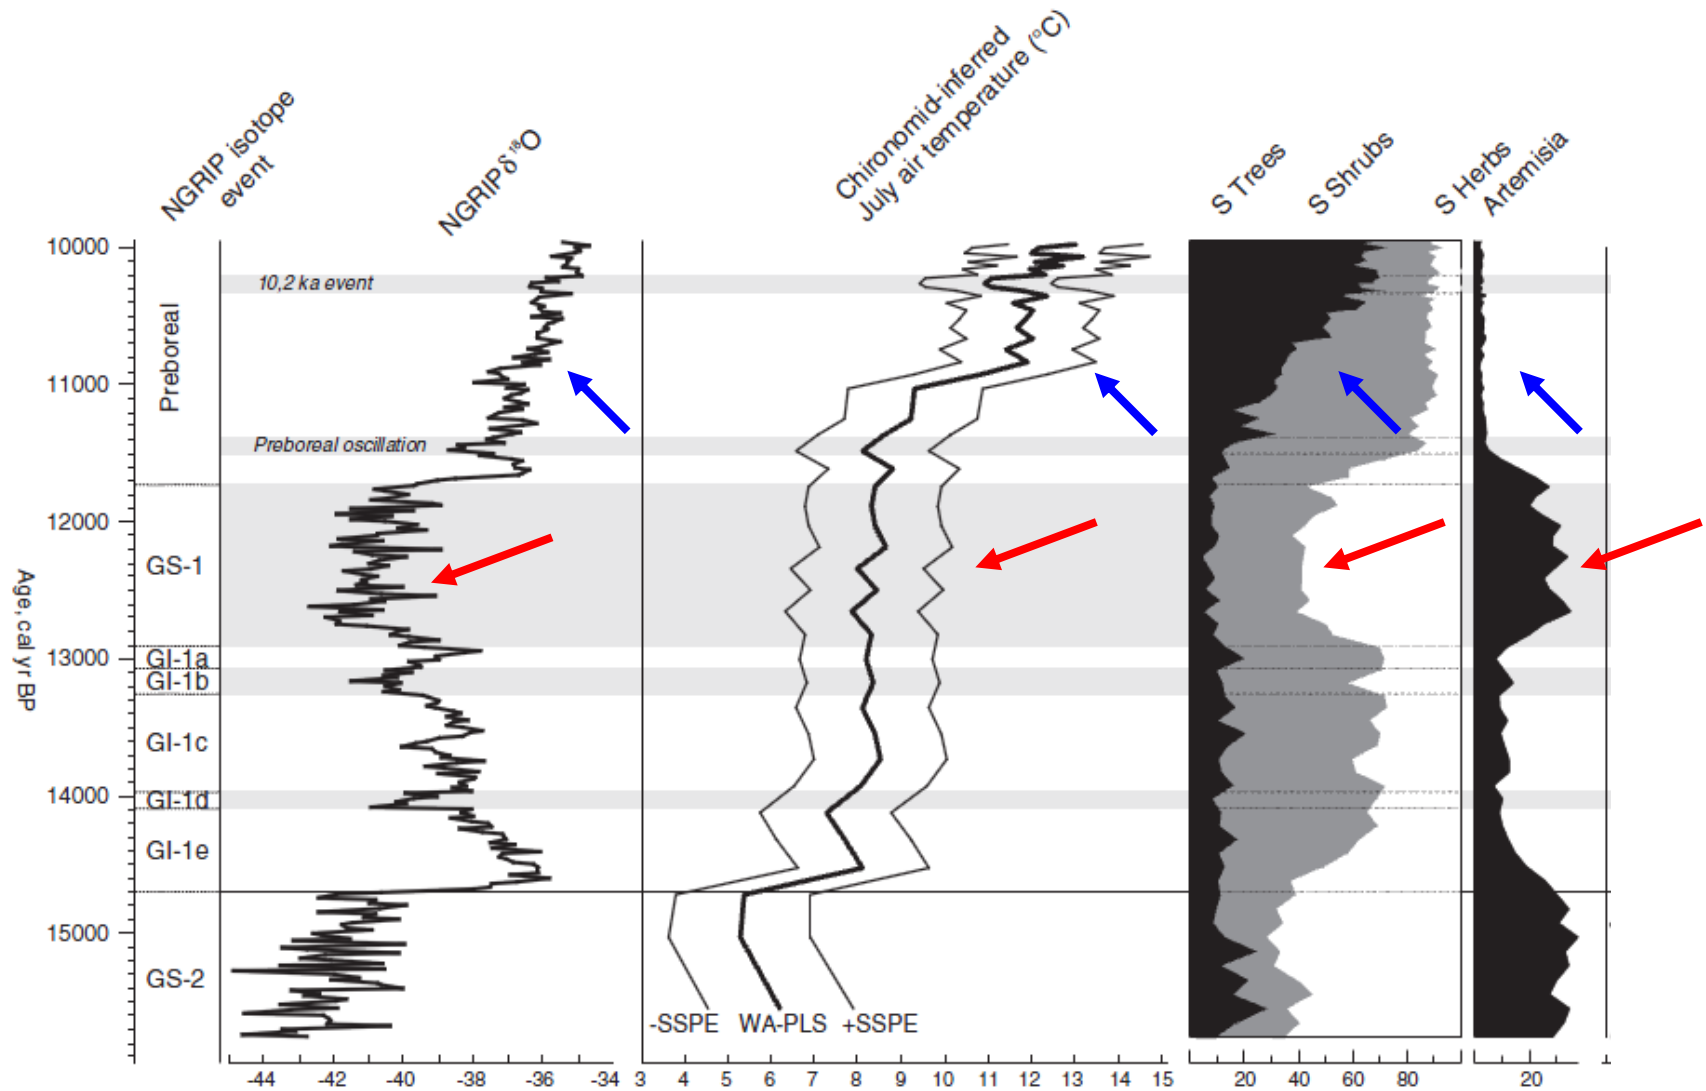 NGRIP isotope
event
NGRIP δ¹⁸O
Chironomid-inferred
July air temperature (°C)
S Trees
S Shrubs
S Herbs
Artemisia
Age, cal yr BP
10000
11000
12000
13000
14000
15000
Preboreal
GS-1
GI-1a
GI-1b
GI-1c
GI-1d
GI-1e
GS-2
10,2 ka event
Preboreal oscillation
-SSPE WA-PLS +SSPE
-44 -42 -40 -38 -36 -34
3 4 5 6 7 8 9 10 11 12 13 14 15
20 40 60 80
20